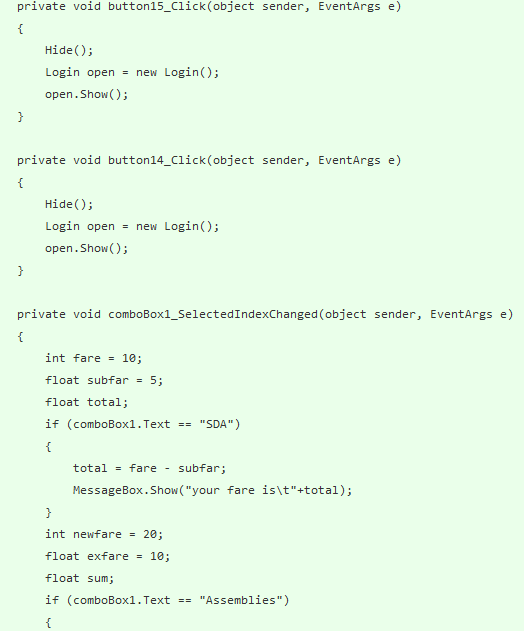 private void button15_Click(object sender, EventArgs e)
{
    Hide();
    Login open = new Login();
    open.Show();
}

private void button14_Click(object sender, EventArgs e)
{
    Hide();
    Login open = new Login();
    open.Show();
}

private void comboBox1_SelectedIndexChanged(object sender, EventArgs e)
{
    int fare = 10;
    float subfar = 5;
    float total;
    if (comboBox1.Text == "SDA")
    {
        total = fare - subfar;
        MessageBox.Show("your fare is\t"+total);
    }
    int newfare = 20;
    float exfare = 10;
    float sum;
    if (comboBox1.Text == "Assemblies")
    {